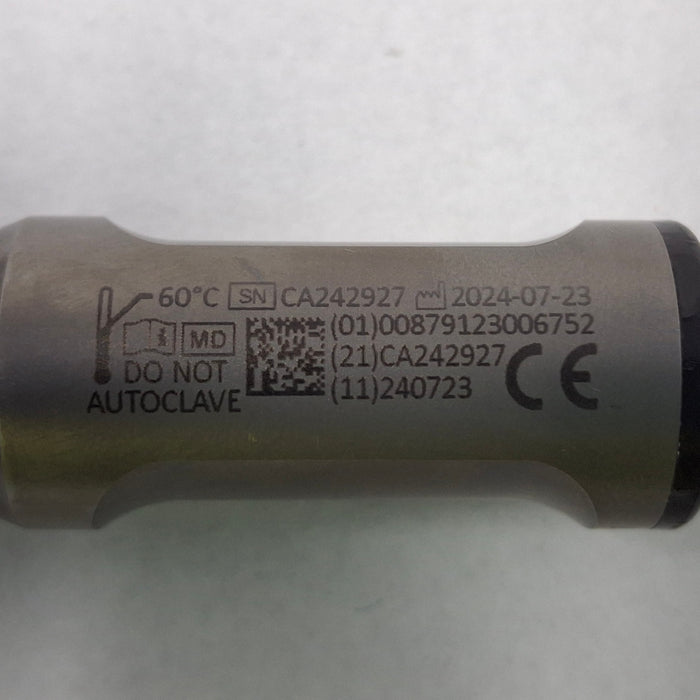 60°C SN CA242927 2024-07-23
MD (01)00879123006752
DO NOT (21)CA242927 CE
AUTOCLAVE (11)240723